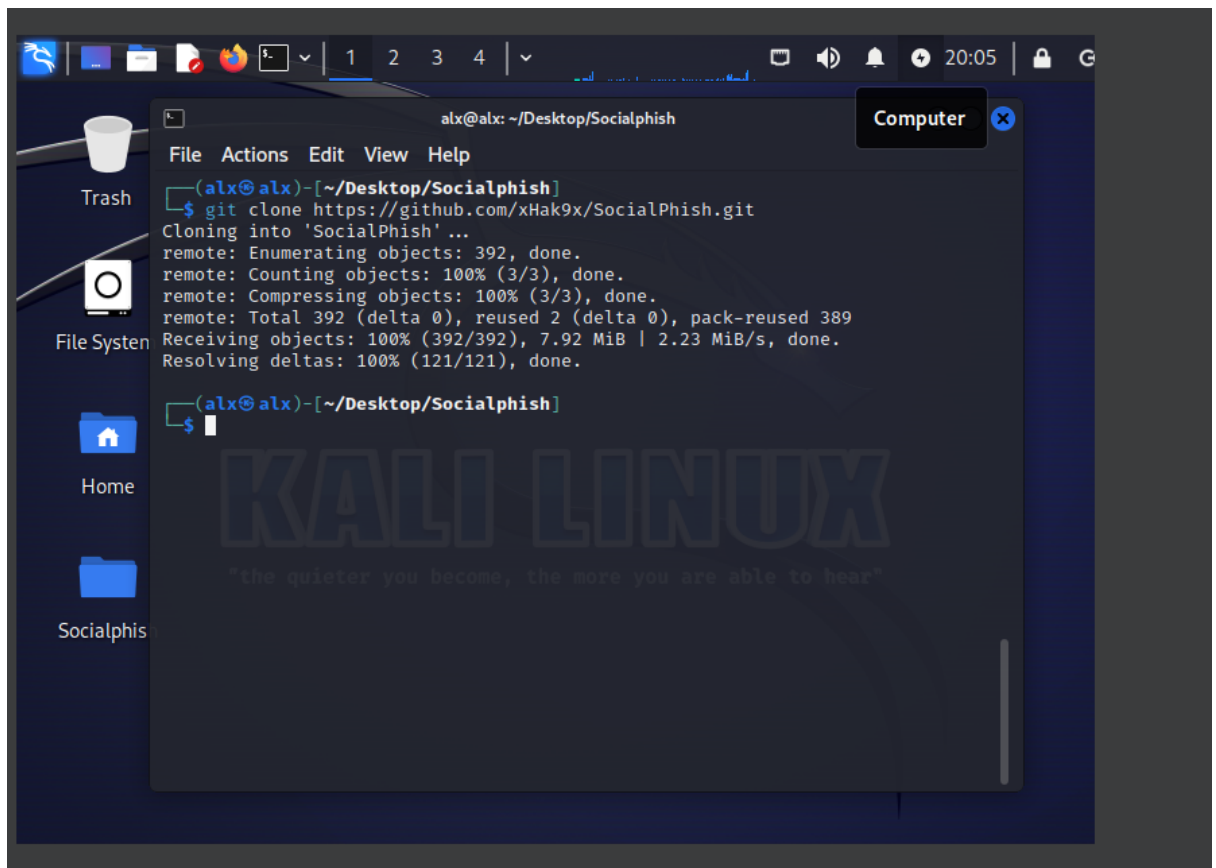 1 2 3 4 20:05
alx@alx: ~/Desktop/Socialphish
Computer
File Actions Edit View Help
(alx㉿alx)-[~/Desktop/Socialphish]
$ git clone https://github.com/xHak9x/SocialPhish.git
Cloning into 'SocialPhish'...
remote: Enumerating objects: 392, done.
remote: Counting objects: 100% (3/3), done.
remote: Compressing objects: 100% (3/3), done.
remote: Total 392 (delta 0), reused 2 (delta 0), pack-reused 389
Receiving objects: 100% (392/392), 7.92 MiB | 2.23 MiB/s, done.
Resolving deltas: 100% (121/121), done.
(alx㉿alx)-[~/Desktop/Socialphish]
$
KALI LINUX
"the quieter you become, the more you are able to hear"
Trash
File System
Home
Socialphish